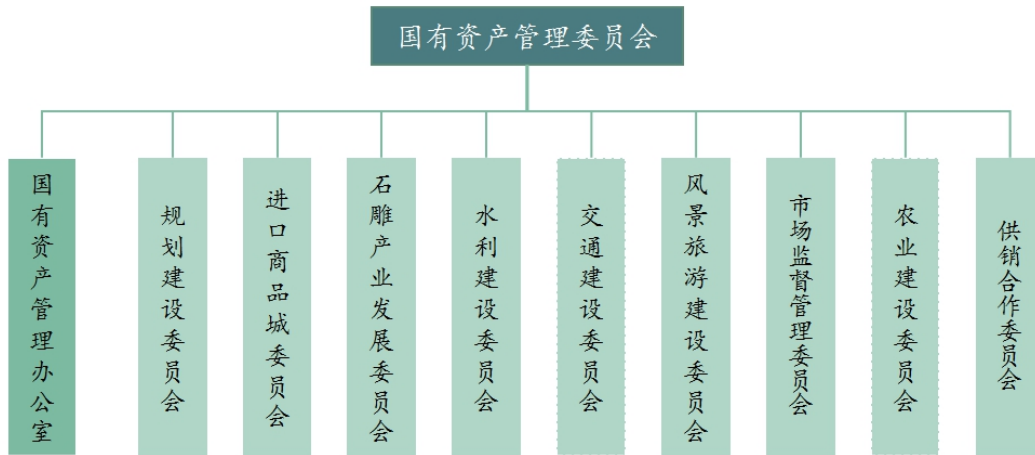 国有资产管理委员会
国有资产管理办公室
规划建设委员会
进口商品城委员会
石雕产业发展委员会
水利建设委员会
交通建设委员会
风景旅游建设委员会
市场监督管理委员会
农业建设委员会
供销合作委员会